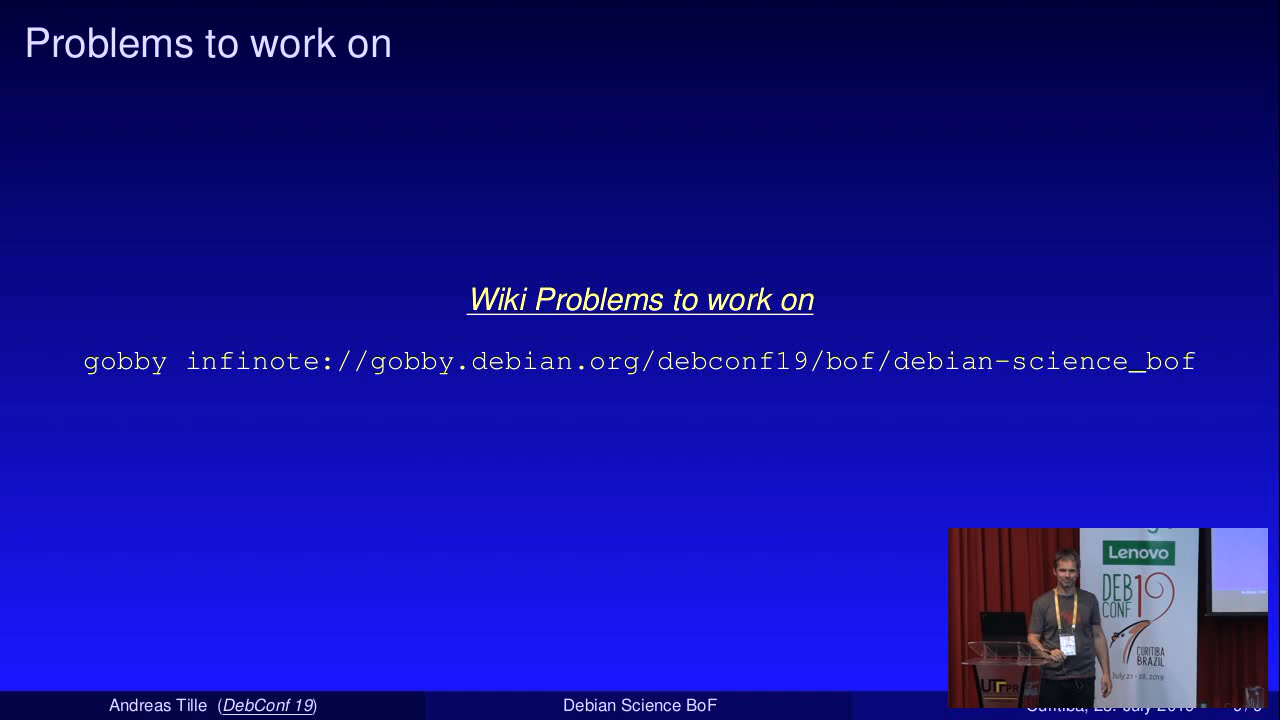 Problems to work on
Wiki Problems to work on
gobby infinote://gobby.debian.org/debconf19/bof/debian-science_bof
Lenovo
DEB
CONF
19
CURITIBA
BRAZIL
July 21 - 28, 2019
Andreas Tille (DebConf 19)
Debian Science BoF